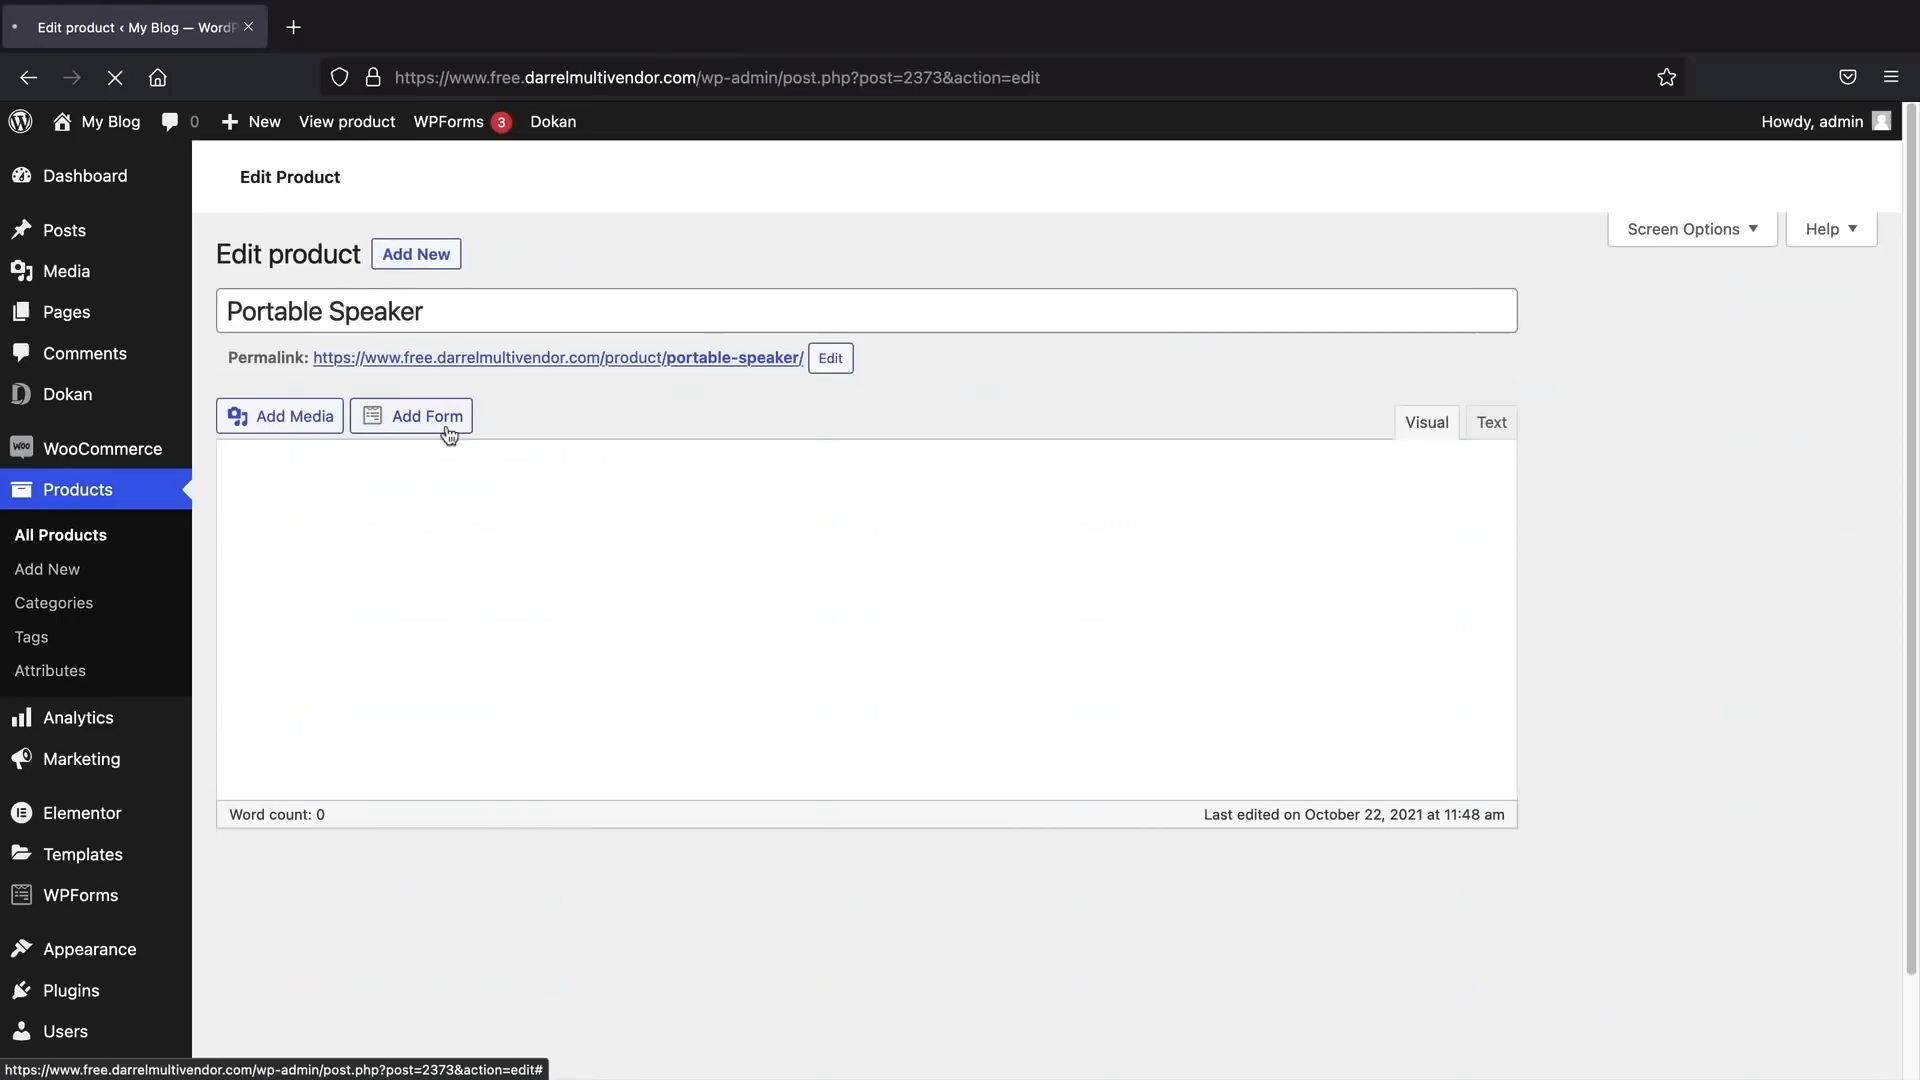 Edit product ‹ My Blog — WordP
https://www.free.darrelmultivendor.com/wp-admin/post.php?post=2373&action=edit
My Blog 0 New View product WPForms 3 Dokan Howdy, admin
Dashboard
Posts
Media
Pages
Comments
Dokan
WooCommerce
Products
All Products
Add New
Categories
Tags
Attributes
Analytics
Marketing
Elementor
Templates
WPForms
Appearance
Plugins
Users
Edit Product
Screen Options Help
Edit product Add New
Portable Speaker
Permalink: https://www.free.darrelmultivendor.com/product/portable-speaker/ Edit
Add Media Add Form
Visual Text
Word count: 0 Last edited on October 22, 2021 at 11:48 am
https://www.free.darrelmultivendor.com/wp-admin/post.php?post=2373&action=edit#